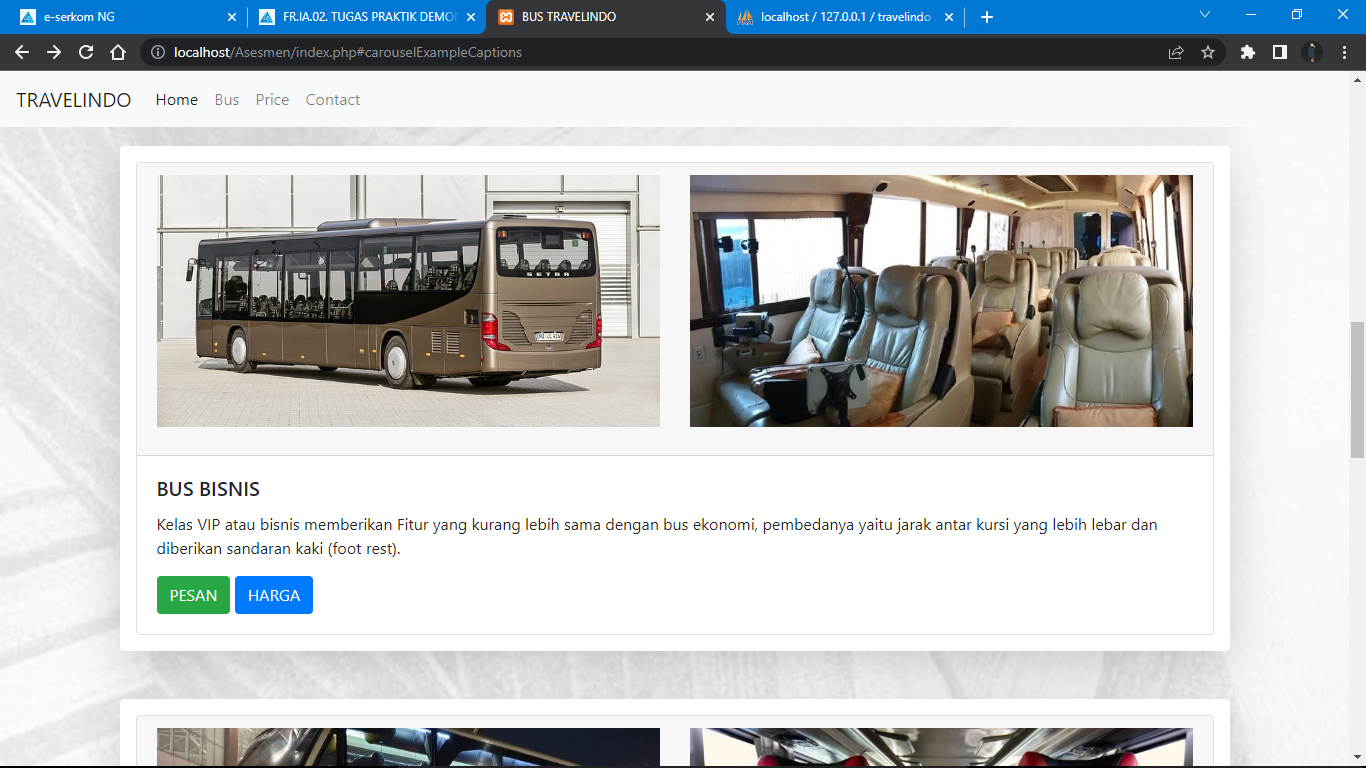 e-serkom NG
FR.IA.02. TUGAS PRAKTIK DEMO
BUS TRAVELINDO
localhost / 127.0.0.1 / travelindo
localhost/Asesmen/index.php#carouselExampleCaptions
TRAVELINDO
Home
Bus
Price
Contact
SETRA
BUS BISNIS
Kelas VIP atau bisnis memberikan Fitur yang kurang lebih sama dengan bus ekonomi, pembedanya yaitu jarak antar kursi yang lebih lebar dan
diberikan sandaran kaki (foot rest).
PESAN
HARGA